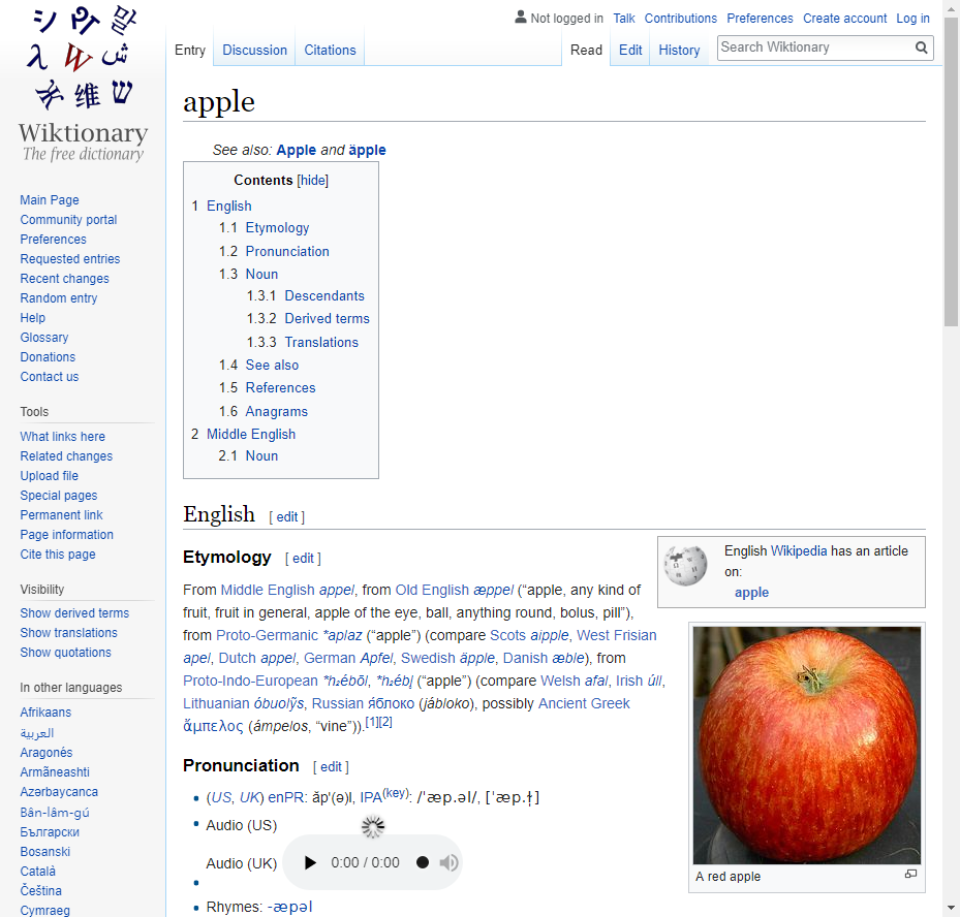 Not logged in Talk Contributions Preferences Create account Log in
Entry Discussion Citations Read Edit History Search Wiktionary
シ 말
λ W ش
维 ש
Wiktionary
The free dictionary
Main Page
Community portal
Preferences
Requested entries
Recent changes
Random entry
Help
Glossary
Donations
Contact us
Tools
What links here
Related changes
Upload file
Special pages
Permanent link
Page information
Cite this page
Visibility
Show derived terms
Show translations
Show quotations
In other languages
Afrikaans
العربية
Aragonés
Armãneashti
Azərbaycanca
Bân-lâm-gú
Български
Bosanski
Català
Čeština
Cymraeg
apple
See also: Apple and äpple
Contents [hide]
1 English
1.1 Etymology
1.2 Pronunciation
1.3 Noun
1.3.1 Descendants
1.3.2 Derived terms
1.3.3 Translations
1.4 See also
1.5 References
1.6 Anagrams
2 Middle English
2.1 Noun
English [ edit ]
Etymology [ edit ]
From Middle English appel, from Old English æppel (“apple, any kind of
fruit, fruit in general, apple of the eye, ball, anything round, bolus, pill”),
from Proto-Germanic *aplaz (“apple”) (compare Scots aipple, West Frisian
apel, Dutch appel, German Apfel, Swedish äpple, Danish æble), from
Proto-Indo-European *h₂ébōl, *h₂ébl̥ (“apple”) (compare Welsh afal, Irish úll,
Lithuanian óbuolỹs, Russian я́блоко (jábloko), possibly Ancient Greek
ἄμπελος (ámpelos, “vine”)).[1][2]
English Wikipedia has an article
on:
apple
A red apple
Pronunciation [ edit ]
• (US, UK) enPR: ăp'(ə)l, IPA(key): /ˈæp.əl/, [ˈæp.ɫ̩]
• Audio (US)
Audio (UK) 0:00 / 0:00
•
• Rhymes: -æpəl